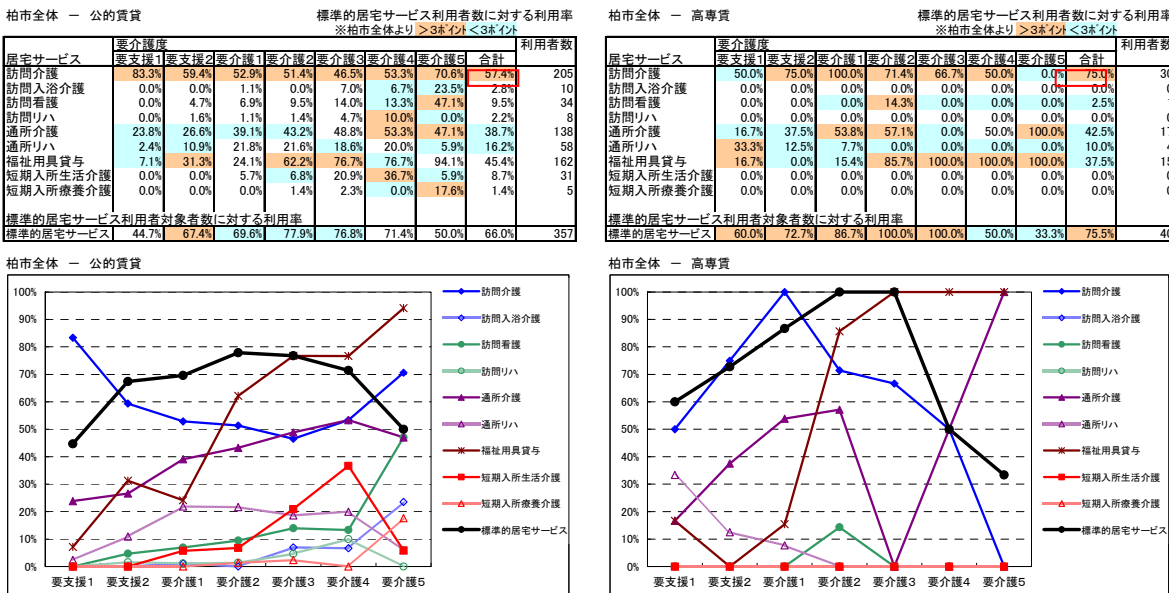 柏市全体 － 公的賃貸 標準的居宅サービス利用者数に対する利用率
※柏市全体より >3ポイント <3ポイント
要介護度 利用者数
居宅サービス 要支援1 要支援2 要介護1 要介護2 要介護3 要介護4 要介護5 合計
訪問介護 83.3% 59.4% 52.9% 51.4% 46.5% 53.3% 70.6% 57.4% 205
訪問入浴介護 0.0% 0.0% 1.1% 0.0% 7.0% 6.7% 23.5% 2.8% 10
訪問看護 0.0% 4.7% 6.9% 9.5% 14.0% 13.3% 47.1% 9.5% 34
訪問リハ 0.0% 1.6% 1.1% 1.4% 4.7% 10.0% 0.0% 2.2% 8
通所介護 23.8% 26.6% 39.1% 43.2% 48.8% 53.3% 47.1% 38.7% 138
通所リハ 2.4% 10.9% 21.8% 21.6% 18.6% 20.0% 5.9% 16.2% 58
福祉用具貸与 7.1% 31.3% 24.1% 62.2% 76.7% 76.7% 94.1% 45.4% 162
短期入所生活介護 0.0% 0.0% 5.7% 6.8% 20.9% 36.7% 5.9% 8.7% 31
短期入所療養介護 0.0% 0.0% 0.0% 1.4% 2.3% 0.0% 17.6% 1.4% 5
標準的居宅サービス利用者対象者数に対する利用率
標準的居宅サービス 44.7% 67.4% 69.6% 77.9% 76.8% 71.4% 50.0% 66.0% 357
柏市全体 － 高専賃 標準的居宅サービス利用者数に対する利用率
※柏市全体より >3ポイント <3ポイント
要介護度 利用者数
居宅サービス 要支援1 要支援2 要介護1 要介護2 要介護3 要介護4 要介護5 合計
訪問介護 50.0% 75.0% 100.0% 71.4% 66.7% 50.0% 0.0% 75.0% 30
訪問入浴介護 0.0% 0.0% 0.0% 0.0% 0.0% 0.0% 0.0% 0.0%
訪問看護 0.0% 0.0% 0.0% 14.3% 0.0% 0.0% 0.0% 2.5%
訪問リハ 0.0% 0.0% 0.0% 0.0% 0.0% 0.0% 0.0% 0.0%
通所介護 16.7% 37.5% 53.8% 57.1% 0.0% 50.0% 100.0% 42.5%
通所リハ 33.3% 12.5% 7.7% 0.0% 0.0% 0.0% 0.0% 10.0%
福祉用具貸与 16.7% 0.0% 15.4% 85.7% 100.0% 100.0% 100.0% 37.5%
短期入所生活介護 0.0% 0.0% 0.0% 0.0% 0.0% 0.0% 0.0% 0.0%
短期入所療養介護 0.0% 0.0% 0.0% 0.0% 0.0% 0.0% 0.0% 0.0%
標準的居宅サービス利用者対象者数に対する利用率
標準的居宅サービス 60.0% 72.7% 86.7% 100.0% 100.0% 50.0% 33.3% 75.5% 40
柏市全体 － 公的賃貸
100%
90%
80%
70%
60%
50%
40%
30%
20%
10%
0%
要支援1 要支援2 要介護1 要介護2 要介護3 要介護4 要介護5
訪問介護
訪問入浴介護
訪問看護
訪問リハ
通所介護
通所リハ
福祉用具貸与
短期入所生活介護
短期入所療養介護
標準的居宅サービス
柏市全体 － 高専賃
100%
90%
80%
70%
60%
50%
40%
30%
20%
10%
0%
要支援1 要支援2 要介護1 要介護2 要介護3 要介護4 要介護5
訪問介護
訪問入浴介護
訪問看護
訪問リハ
通所介護
通所リハ
福祉用具貸与
短期入所生活介護
短期入所療養介護
標準的居宅サービス